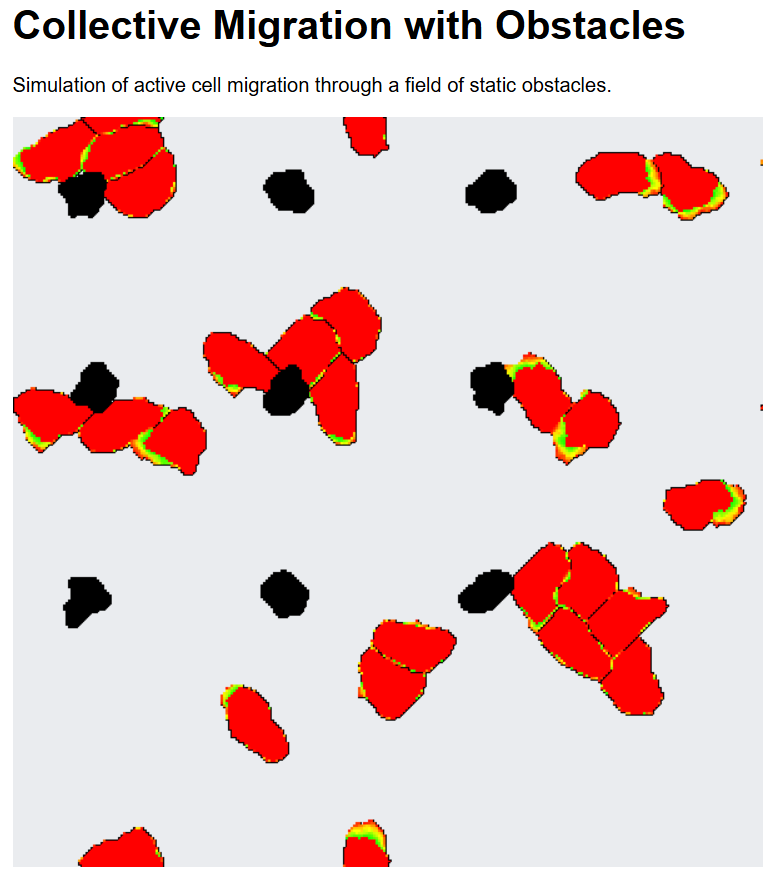 Collective Migration with Obstacles
Simulation of active cell migration through a field of static obstacles.